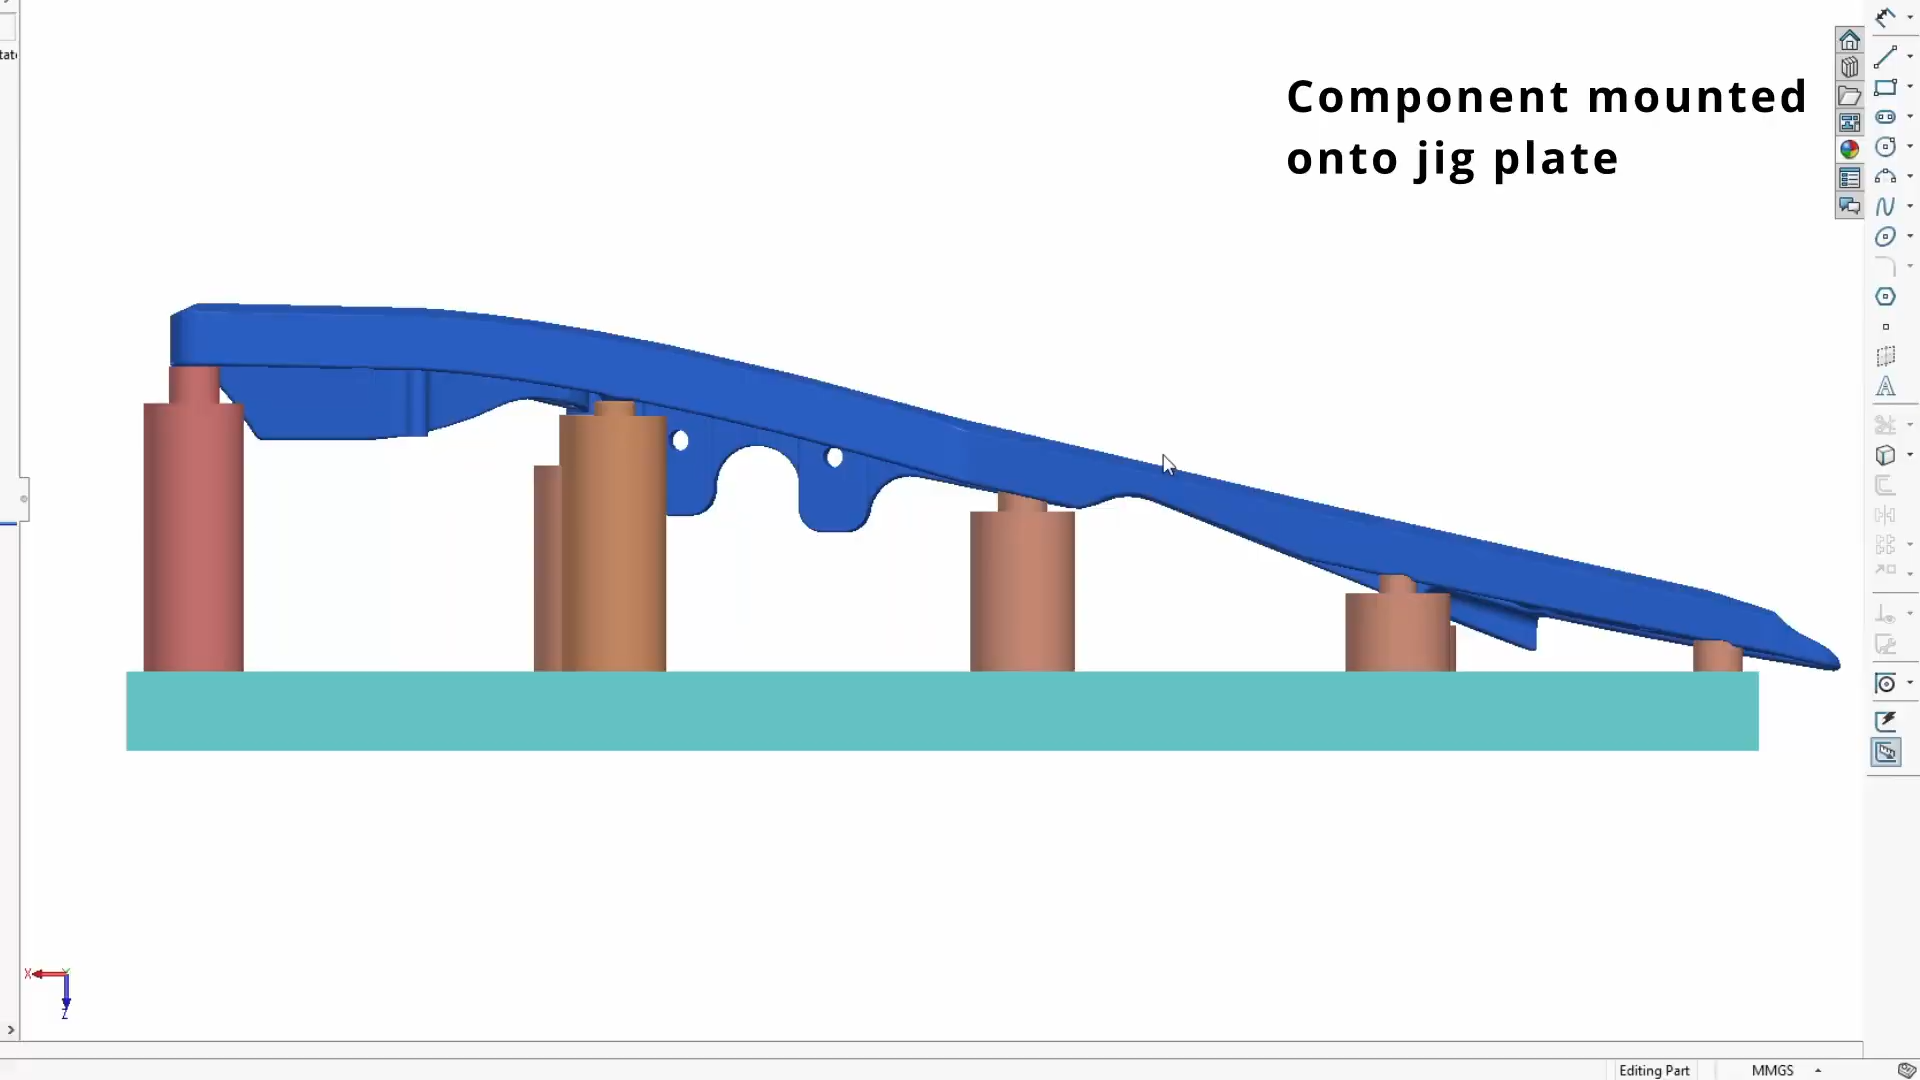 Component mounted
onto jig plate
X
Z
Editing Part
MMGS